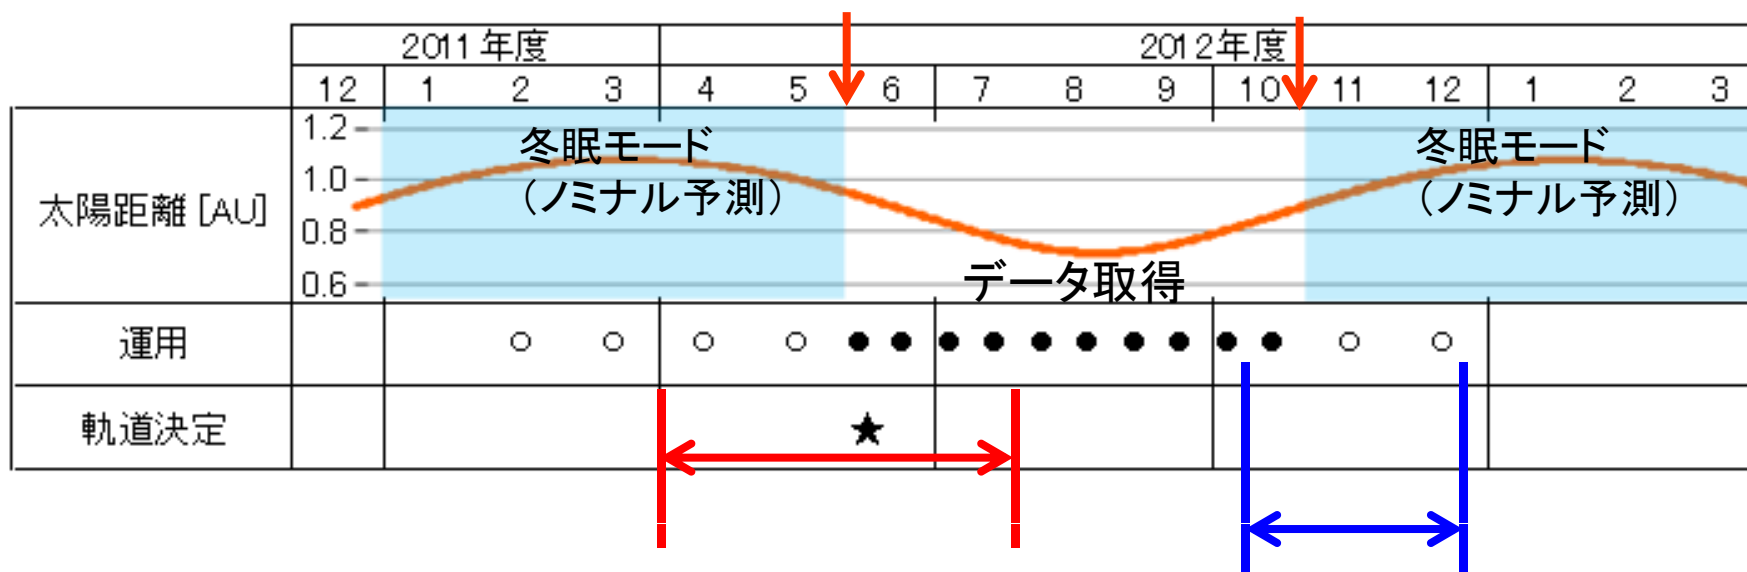 2011年度 2012年度
12 1 2 3 4 5 6 7 8 9 10 11 12 1 2 3
太陽距離 [AU]
1.2
1.0
0.8
0.6
冬眠モード
(ノミナル予測)
データ取得
冬眠モード
(ノミナル予測)
運用 ○ ○ ○ ○ ● ● ● ● ● ● ● ● ● ● ○ ○
軌道決定 ★